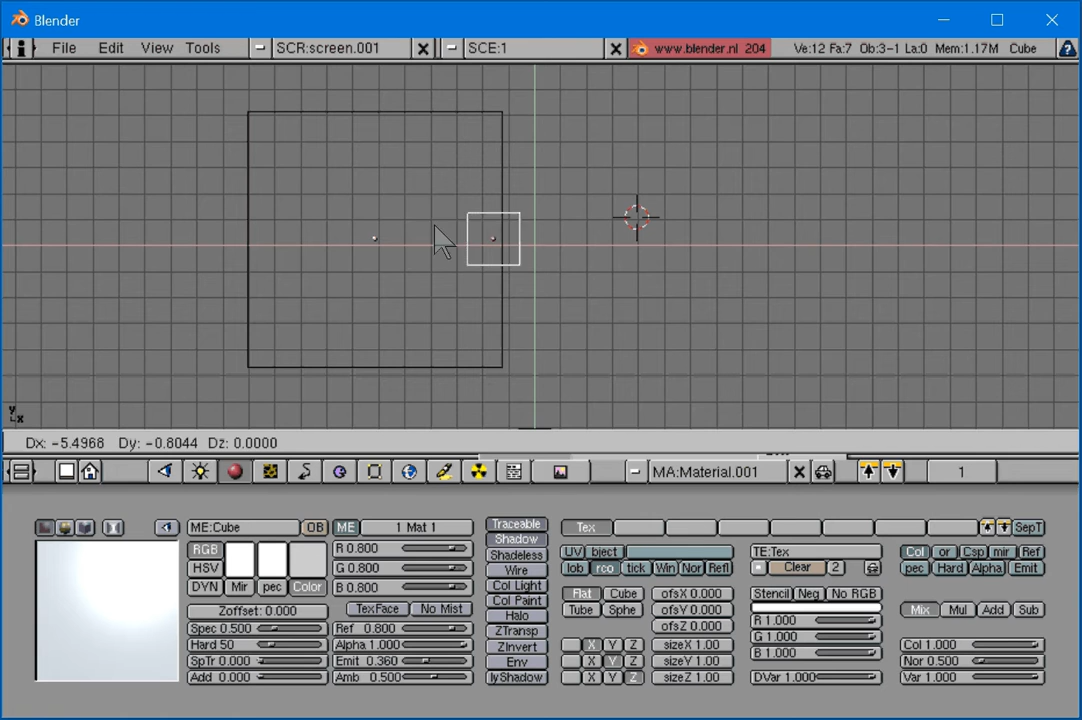 Blender
File Edit View Tools SCR:screen.001 SCE:1 www.blender.nl 204 Ve:12 Fa:7 Ob:3-1 La:0 Mem:1.17M Cube
Y
X
Dx: -5.4968 Dy: -0.8044 Dz: 0.0000
MA:Material.001 1
ME:Cube OB ME 1 Mat 1
RGB
HSV
DYN Mir pec Color
R 0.800
G 0.800
B 0.800
Zoffset: 0.000 TexFace No Mist
Spec 0.500 Ref 0.800
Hard 50 Alpha 1.000
SpTr 0.000 Emit 0.360
Add 0.000 Amb 0.500
Traceable
Shadow
Shadeless
Wire
Col Light
Col Paint
Halo
ZTransp
ZInvert
Env
lyShadow
Tex SepT
UV bject
lob rco tick Win Nor Refl
Flat Cube
Tube Sphe
ofsX 0.000
ofsY 0.000
ofsZ 0.000
X Y Z sizeX 1.00
X Y Z sizeY 1.00
X Y Z sizeZ 1.00
TE:Tex
Clear 2
Stencil Neg No RGB
R 1.000
G 1.000
B 1.000
DVar 1.000
Col or Csp mir Ref
pec Hard Alpha Emit
Mix Mul Add Sub
Col 1.000
Nor 0.500
Var 1.000